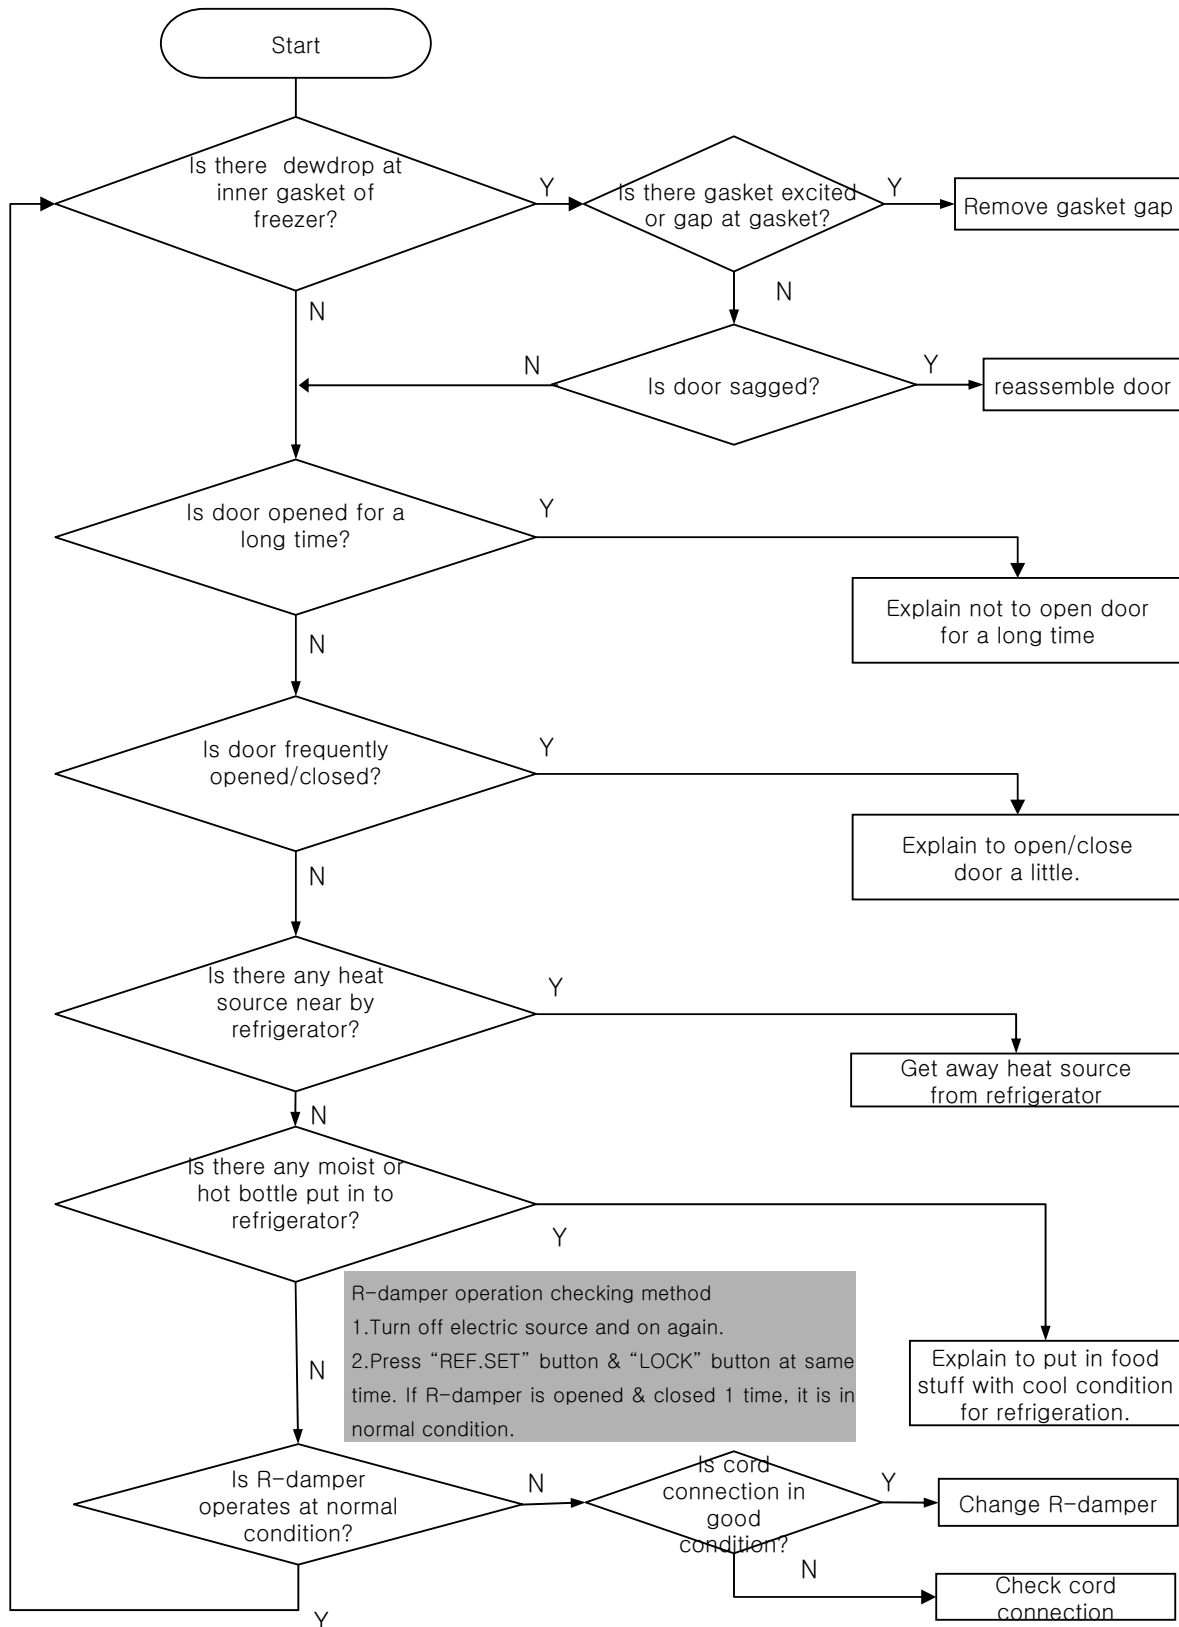 Start
Is there dewdrop at
inner gasket of
freezer?
Y
Is there gasket excited
or gap at gasket?
Y
Remove gasket gap
N
N
Is door sagged?
N
Y
reassemble door
Is door opened for a
long time?
Y
Explain not to open door
for a long time
N
Is door frequently
opened/closed?
Y
Explain to open/close
door a little.
N
Is there any heat
source near by
refrigerator?
Y
Get away heat source
from refrigerator
N
Is there any moist or
hot bottle put in to
refrigerator?
Y
Explain to put in food
stuff with cool condition
for refrigeration.
N
R-damper operation checking method
1.Turn off electric source and on again.
2.Press “REF.SET” button & “LOCK” button at same
time. If R-damper is opened & closed 1 time, it is in
normal condition.
Is R-damper
operates at normal
condition?
N
Is cord
connection in
good
condition?
Y
Change R-damper
N
Check cord
connection
Y